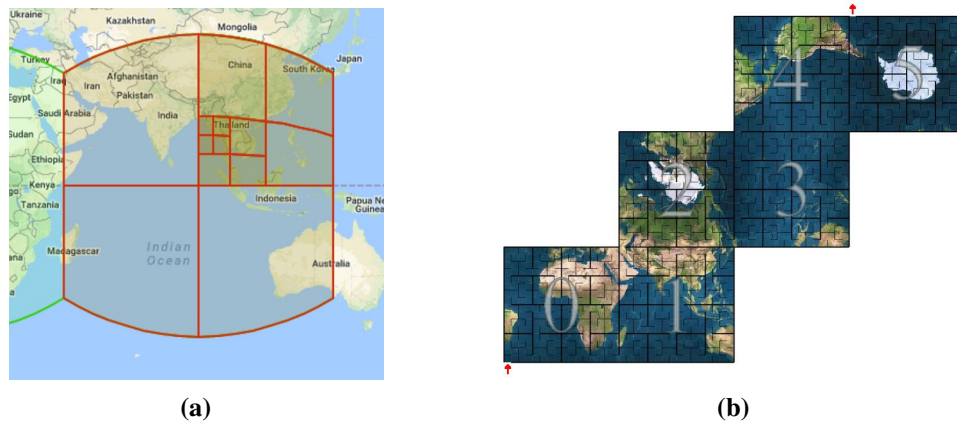 Ukraine
Kazakhstan
Mongolia
Turkey
Japan
China
South Korea
Iraq
Iran
Afghanistan
Pakistan
Egypt
Saudi Arabia
India
Thailand
Sudan
Ethiopia
Kenya
Tanzania
Indonesia
Papua New
Guinea
Madagascar
Indian
Ocean
Australia
0
1
2
3
4
5
(a)
(b)